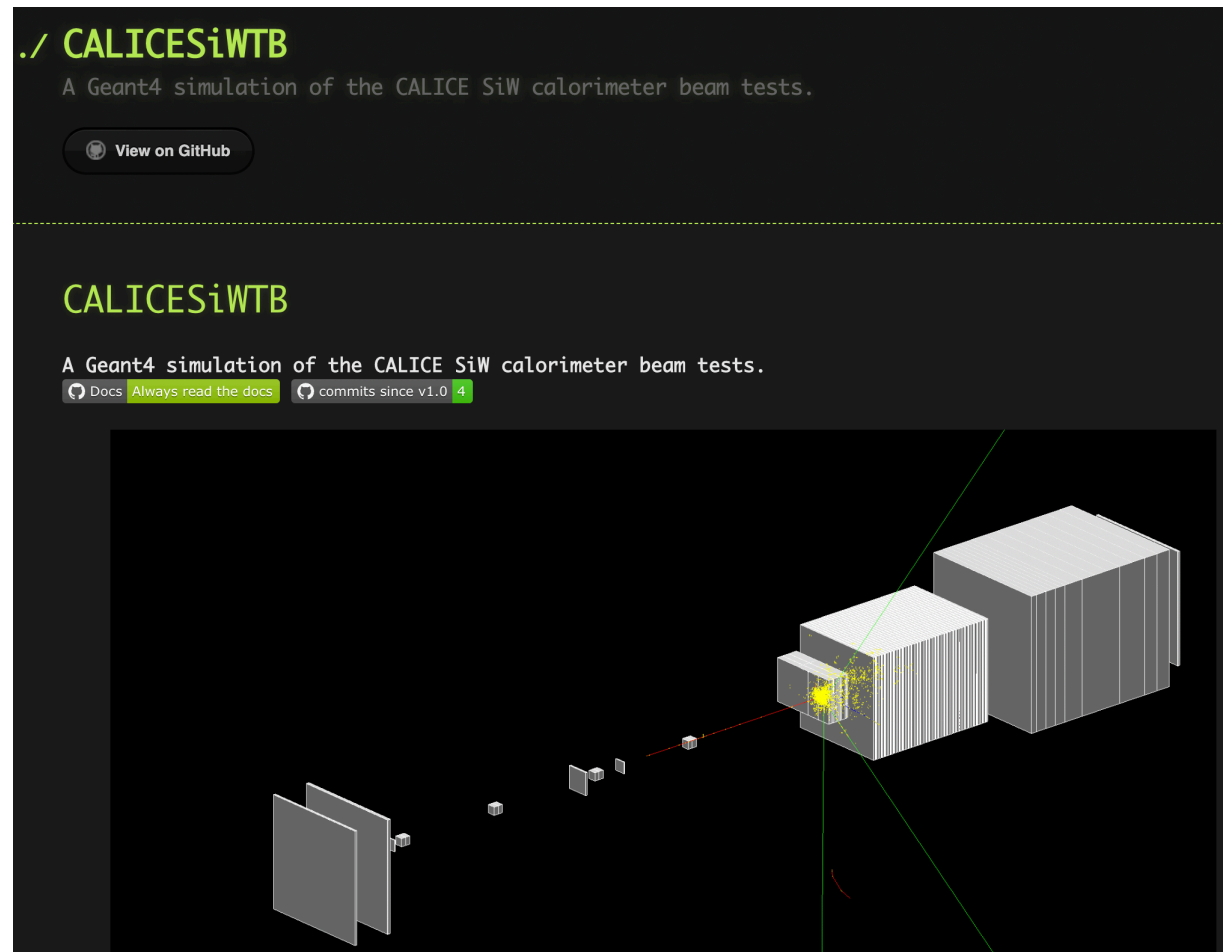 ./ CALICESiWTB
A Geant4 simulation of the CALICE SiW calorimeter beam tests.
View on GitHub
CALICESiWTB
A Geant4 simulation of the CALICE SiW calorimeter beam tests.
Docs Always read the docs commits since v1.0 4